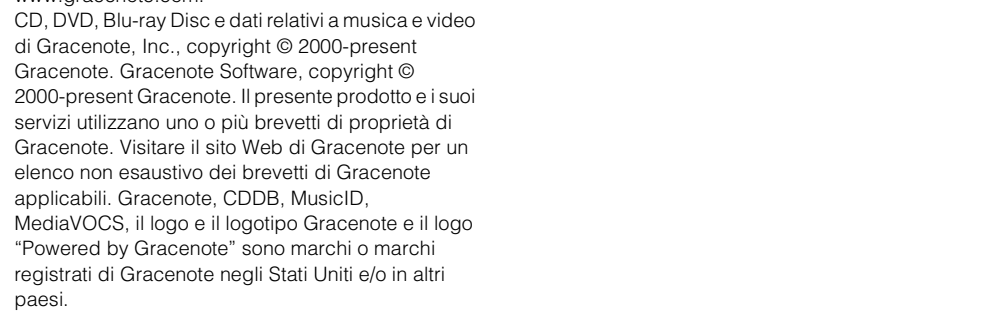 www.gracenote.com.
CD, DVD, Blu-ray Disc e dati relativi a musica e video
di Gracenote, Inc., copyright © 2000-present
Gracenote. Gracenote Software, copyright ©
2000-present Gracenote. Il presente prodotto e i suoi
servizi utilizzano uno o più brevetti di proprietà di
Gracenote. Visitare il sito Web di Gracenote per un
elenco non esaustivo dei brevetti di Gracenote
applicabili. Gracenote, CDDB, MusicID,
MediaVOCS, il logo e il logotipo Gracenote e il logo
“Powered by Gracenote” sono marchi o marchi
registrati di Gracenote negli Stati Uniti e/o in altri
paesi.